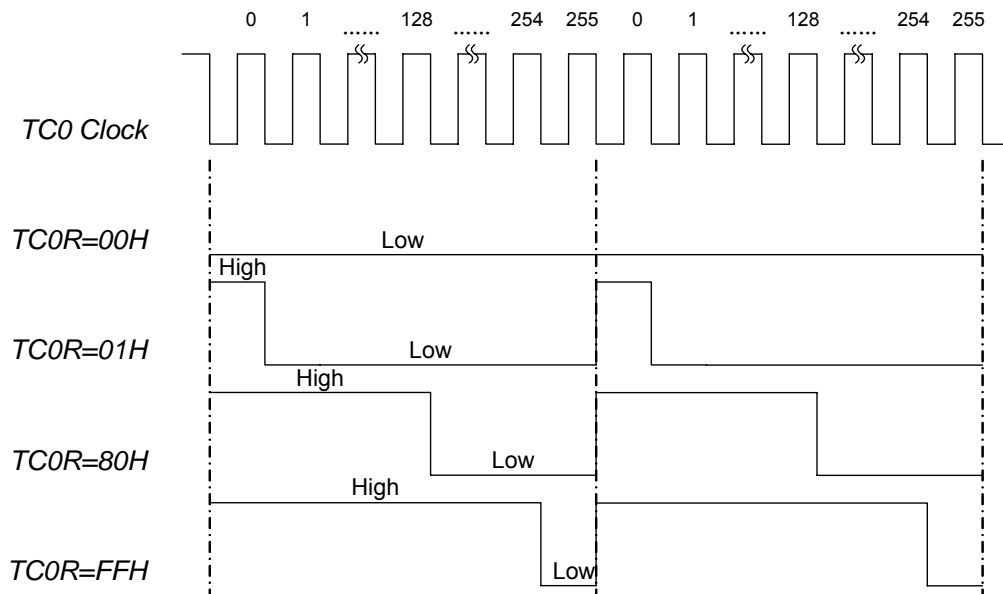 0 1 128 254 255 0 1 128 254 255
...... ...... ...... ......
TC0 Clock
TC0R=00H
Low
High
TC0R=01H
Low
High
TC0R=80H
Low
High
TC0R=FFH
Low